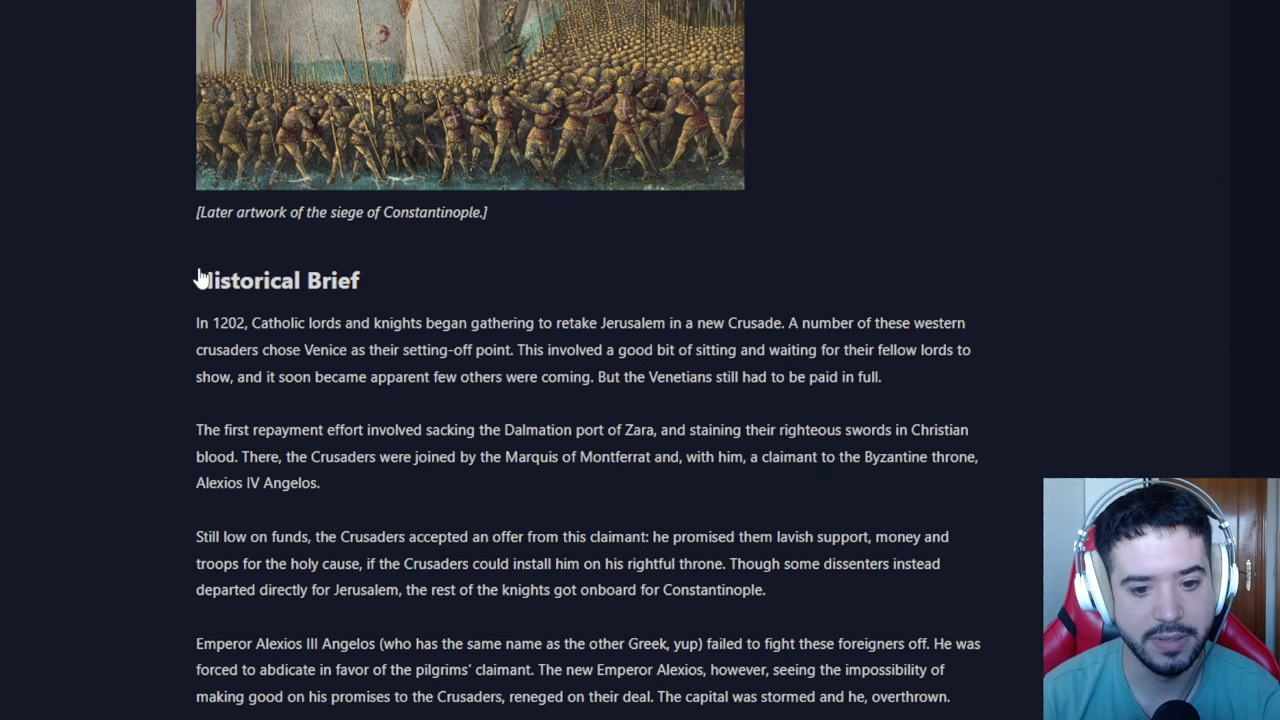 [Later artwork of the siege of Constantinople.]
Historical Brief
In 1202, Catholic lords and knights began gathering to retake Jerusalem in a new Crusade. A number of these western
crusaders chose Venice as their setting-off point. This involved a good bit of sitting and waiting for their fellow lords to
show, and it soon became apparent few others were coming. But the Venetians still had to be paid in full.
The first repayment effort involved sacking the Dalmation port of Zara, and staining their righteous swords in Christian
blood. There, the Crusaders were joined by the Marquis of Montferrat and, with him, a claimant to the Byzantine throne,
Alexios IV Angelos.
Still low on funds, the Crusaders accepted an offer from this claimant: he promised them lavish support, money and
troops for the holy cause, if the Crusaders could install him on his rightful throne. Though some dissenters instead
departed directly for Jerusalem, the rest of the knights got onboard for Constantinople.
Emperor Alexios III Angelos (who has the same name as the other Greek, yup) failed to fight these foreigners off. He was
forced to abdicate in favor of the pilgrims’ claimant. The new Emperor Alexios, however, seeing the impossibility of
making good on his promises to the Crusaders, reneged on their deal. The capital was stormed and he, overthrown.